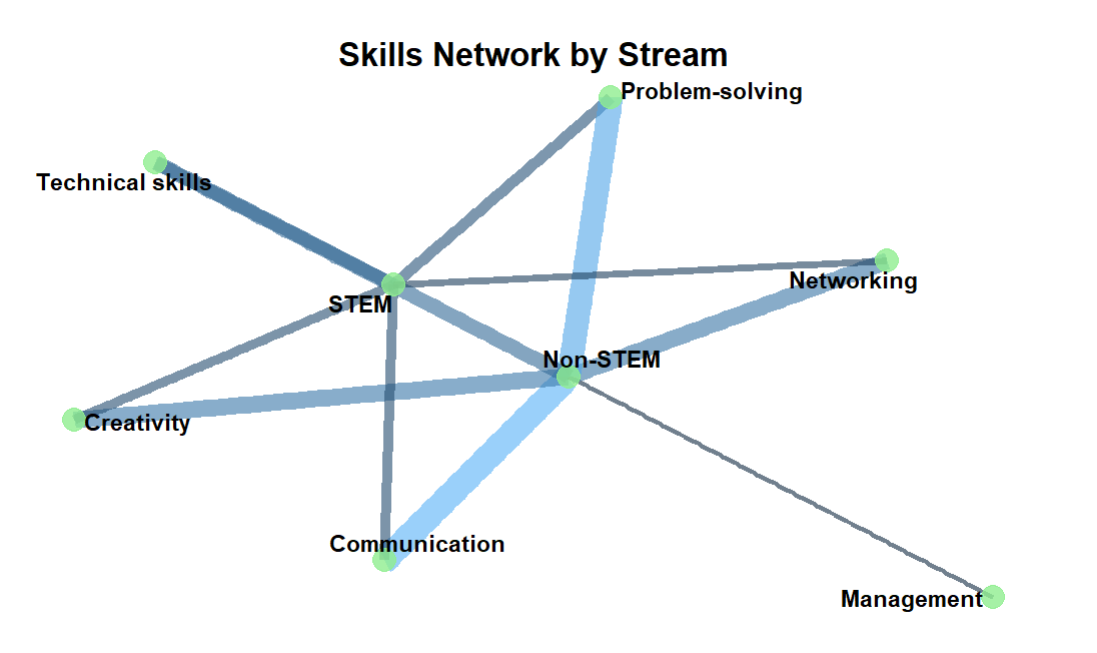 Skills Network by Stream
Problem-solving
Technical skills
Networking
STEM
Non-STEM
Creativity
Communication
Management